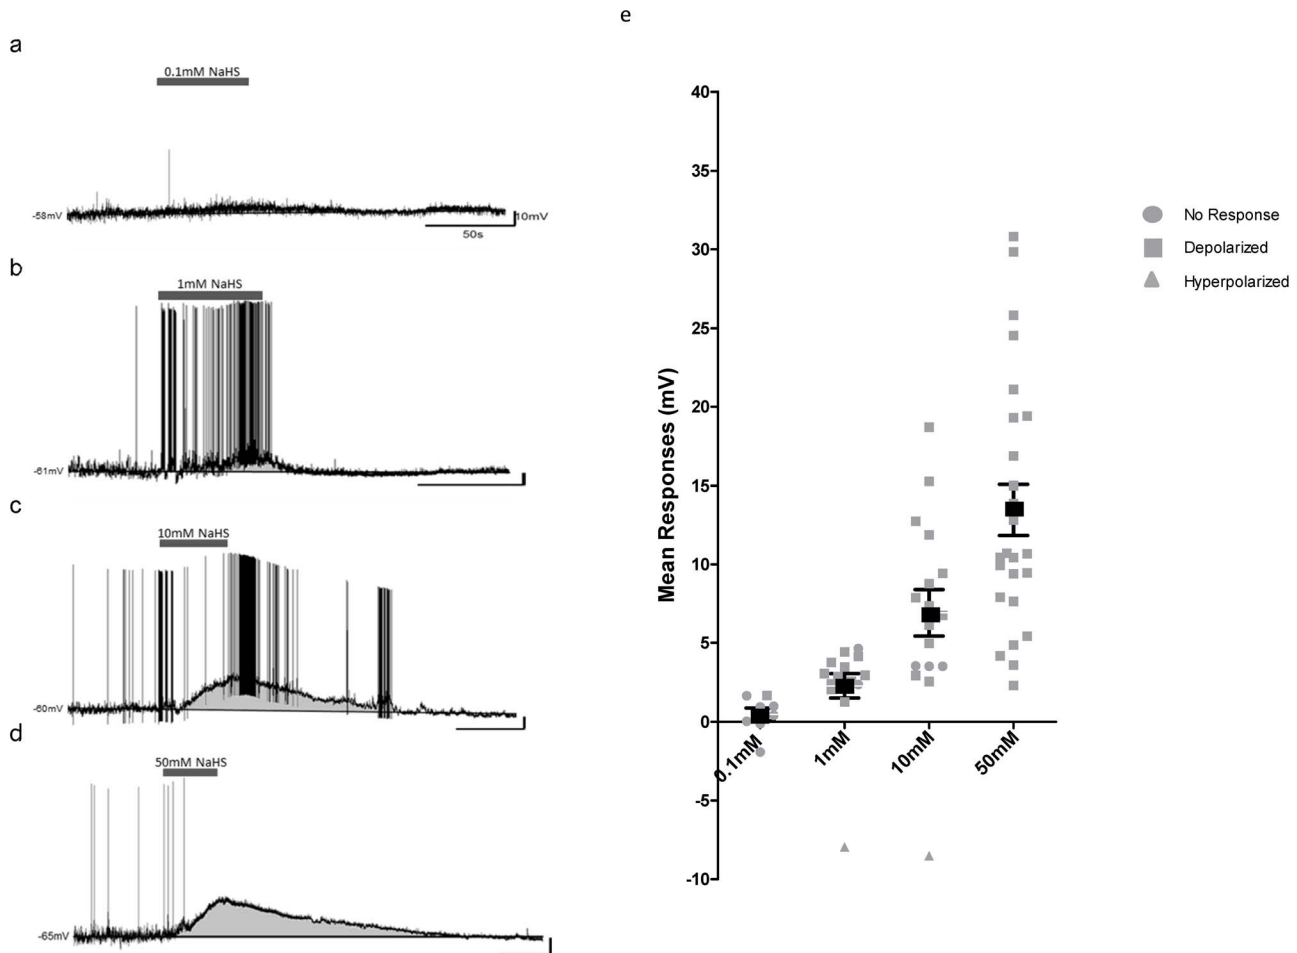 a
0.1mM NaHS
-58mV
10mV
50s
b
1mM NaHS
-61mV
c
10mM NaHS
-60mV
d
50mM NaHS
-65mV
e
Mean Responses (mV)
40
35
30
25
20
15
10
5
0
-5
-10
0.1mM
1mM
10mM
50mM
No Response
Depolarized
Hyperpolarized